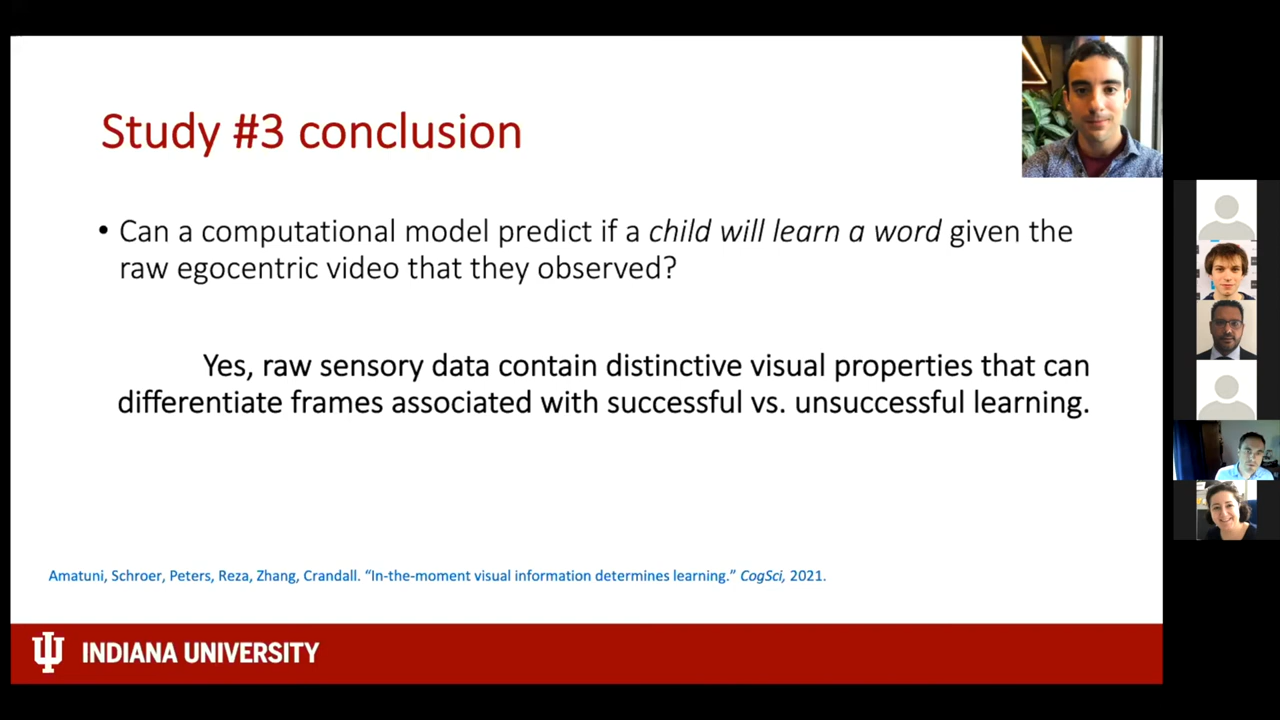 Study #3 conclusion
• Can a computational model predict if a child will learn a word given the
raw egocentric video that they observed?
Yes, raw sensory data contain distinctive visual properties that can
differentiate frames associated with successful vs. unsuccessful learning.
Amatuni, Schroer, Peters, Reza, Zhang, Crandall. “In-the-moment visual information determines learning.” CogSci, 2021.
INDIANA UNIVERSITY